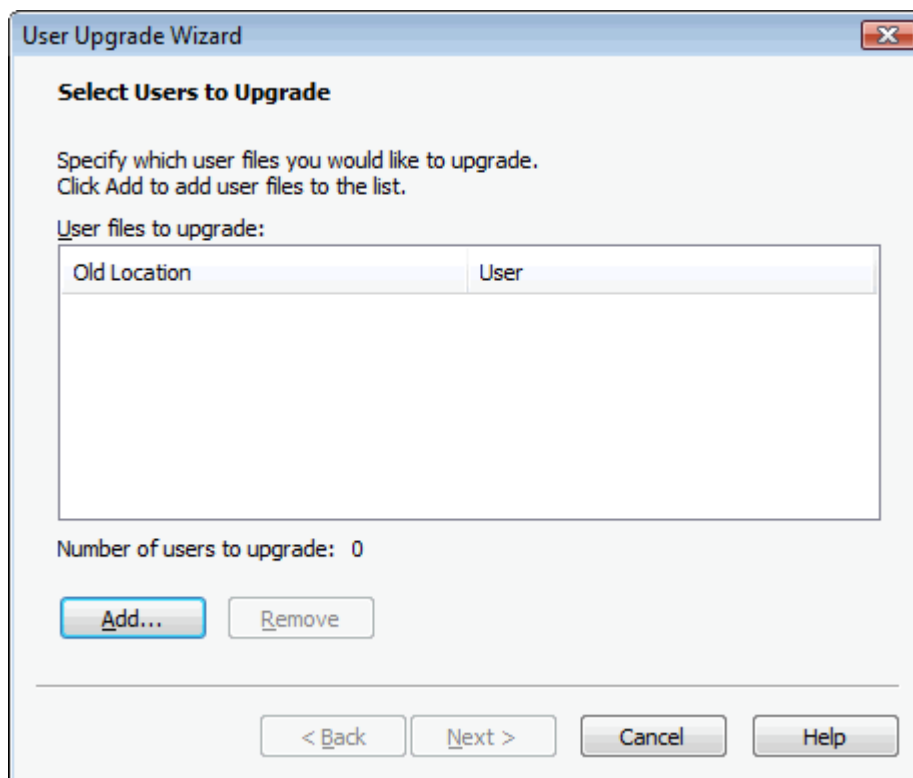 User Upgrade Wizard
Select Users to Upgrade
Specify which user files you would like to upgrade.
Click Add to add user files to the list.
User files to upgrade:
Old Location User
Number of users to upgrade: 0
Add... Remove
< Back Next > Cancel Help